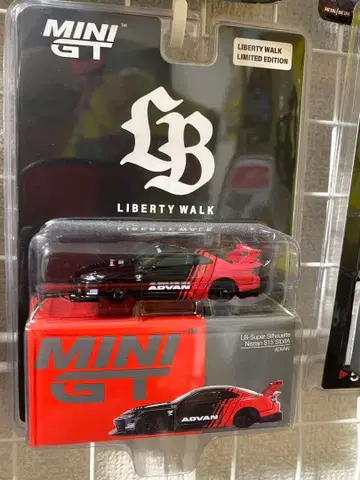 MINI
GT
LIBERTY WALK
LIMITED EDITION
LB
LIBERTY WALK
ADVAN
MINI
GT
LB-Super Silhouette
Nissan S15 SILVIA
ADVAN
ADVAN